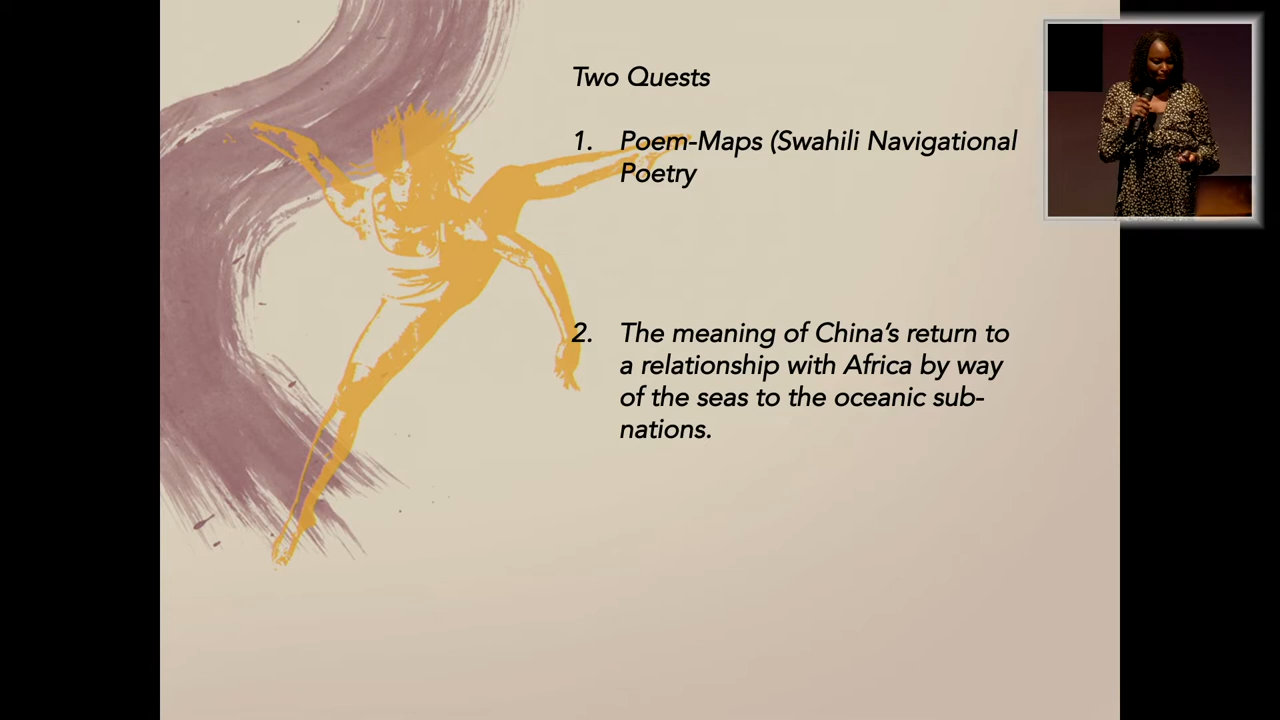 Two Quests
1. Poem-Maps (Swahili Navigational
Poetry
2. The meaning of China's return to
a relationship with Africa by way
of the seas to the oceanic sub-
nations.